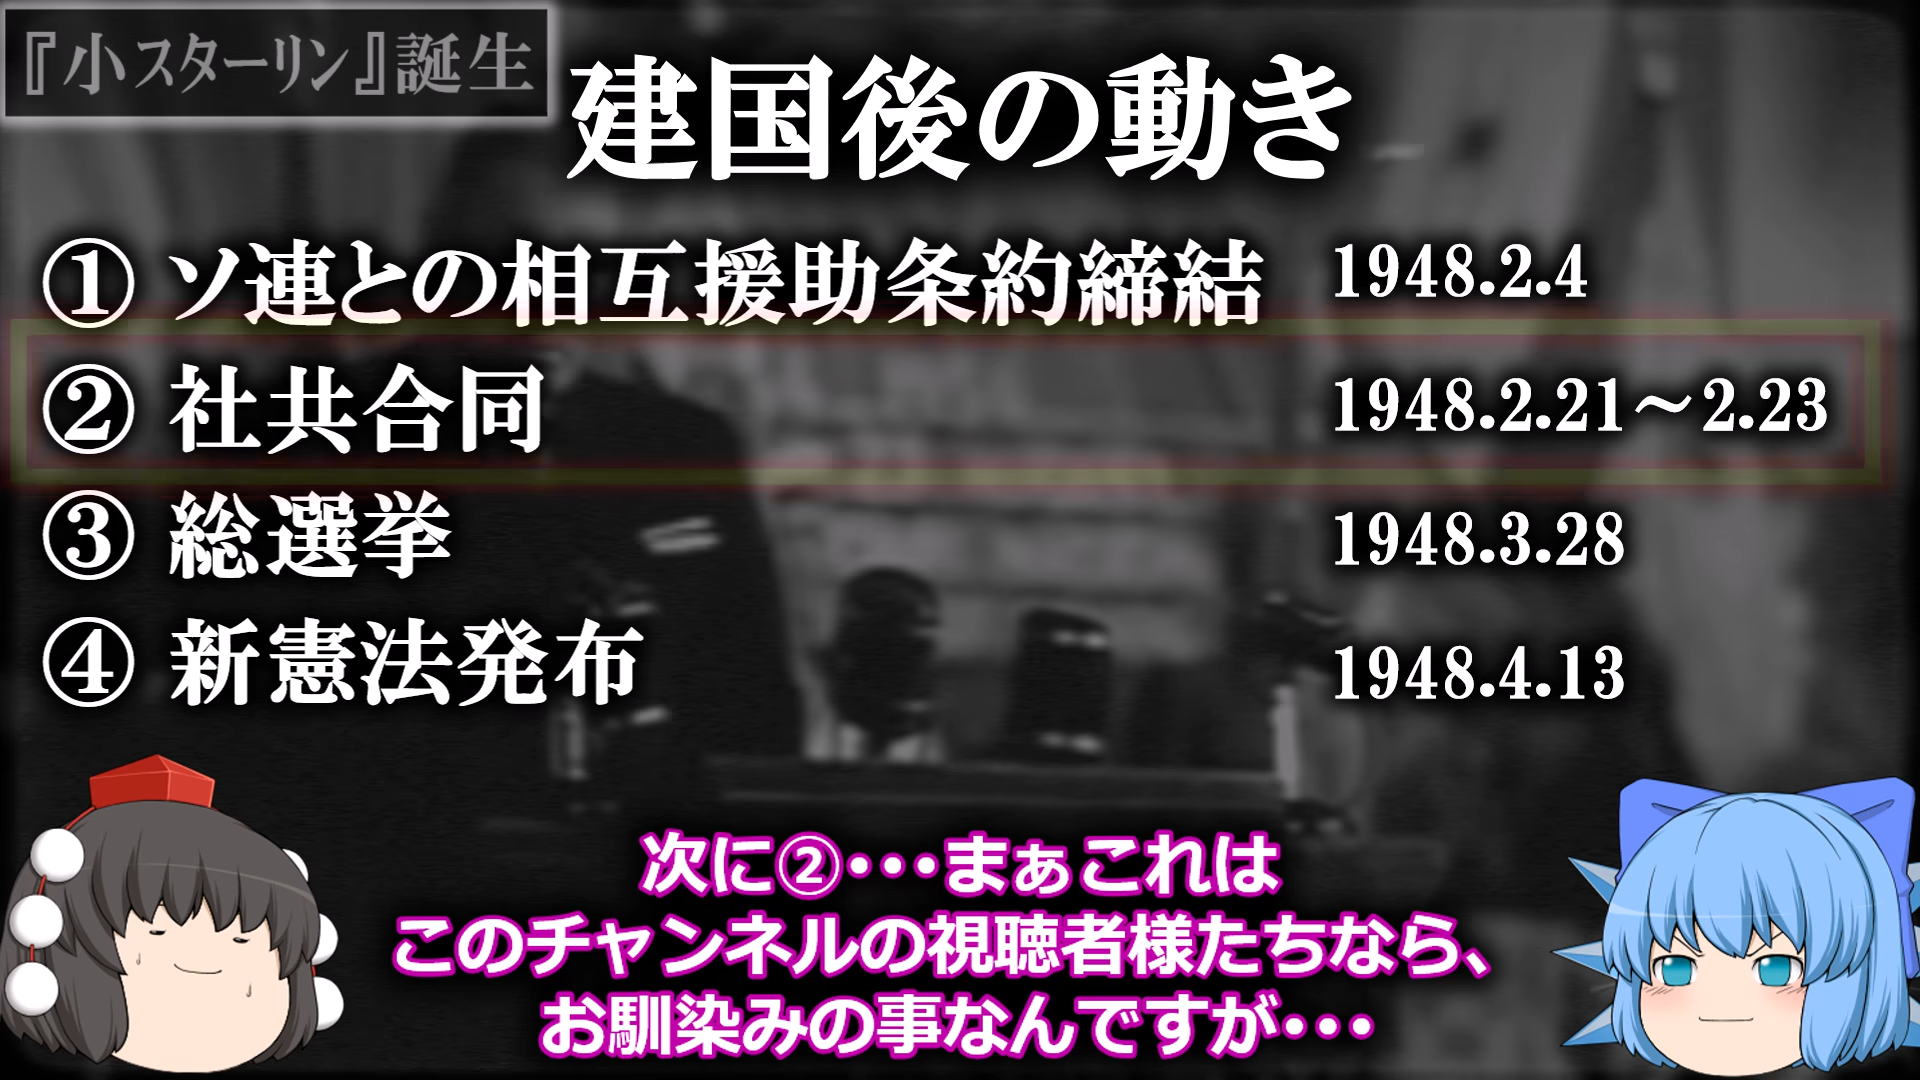 『小スターリン』誕生
建国後の動き
① ソ連との相互援助条約締結 1948.2.4
② 社共合同 1948.2.21～2.23
③ 総選挙 1948.3.28
④ 新憲法発布 1948.4.13
次に②・・・まぁこれは
このチャンネルの視聴者様たちなら、
お馴染みの事なんですが・・・